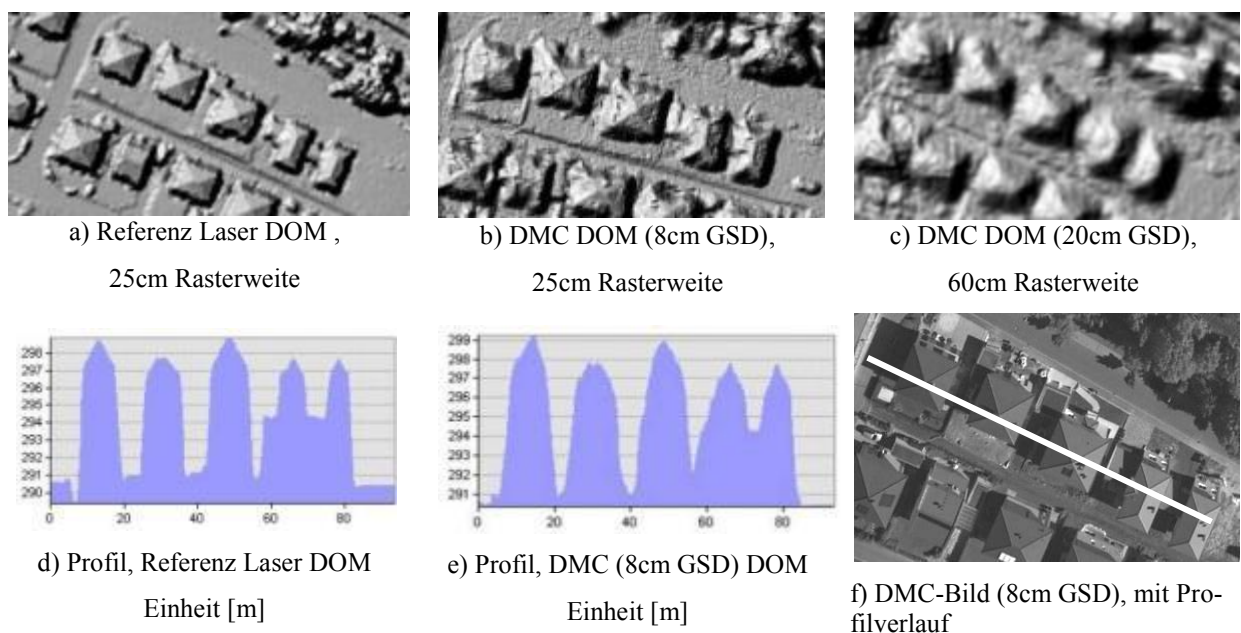 a) Referenz Laser DOM ,
25cm Rasterweite
b) DMC DOM (8cm GSD),
25cm Rasterweite
c) DMC DOM (20cm GSD),
60cm Rasterweite
298
297
296
295
294
293
292
291
290
0 20 40 60 80
d) Profil, Referenz Laser DOM
Einheit [m]
299
298
297
296
295
294
293
292
291
0 20 40 60 80
e) Profil, DMC (8cm GSD) DOM
Einheit [m]
f) DMC-Bild (8cm GSD), mit Pro-
filverlauf